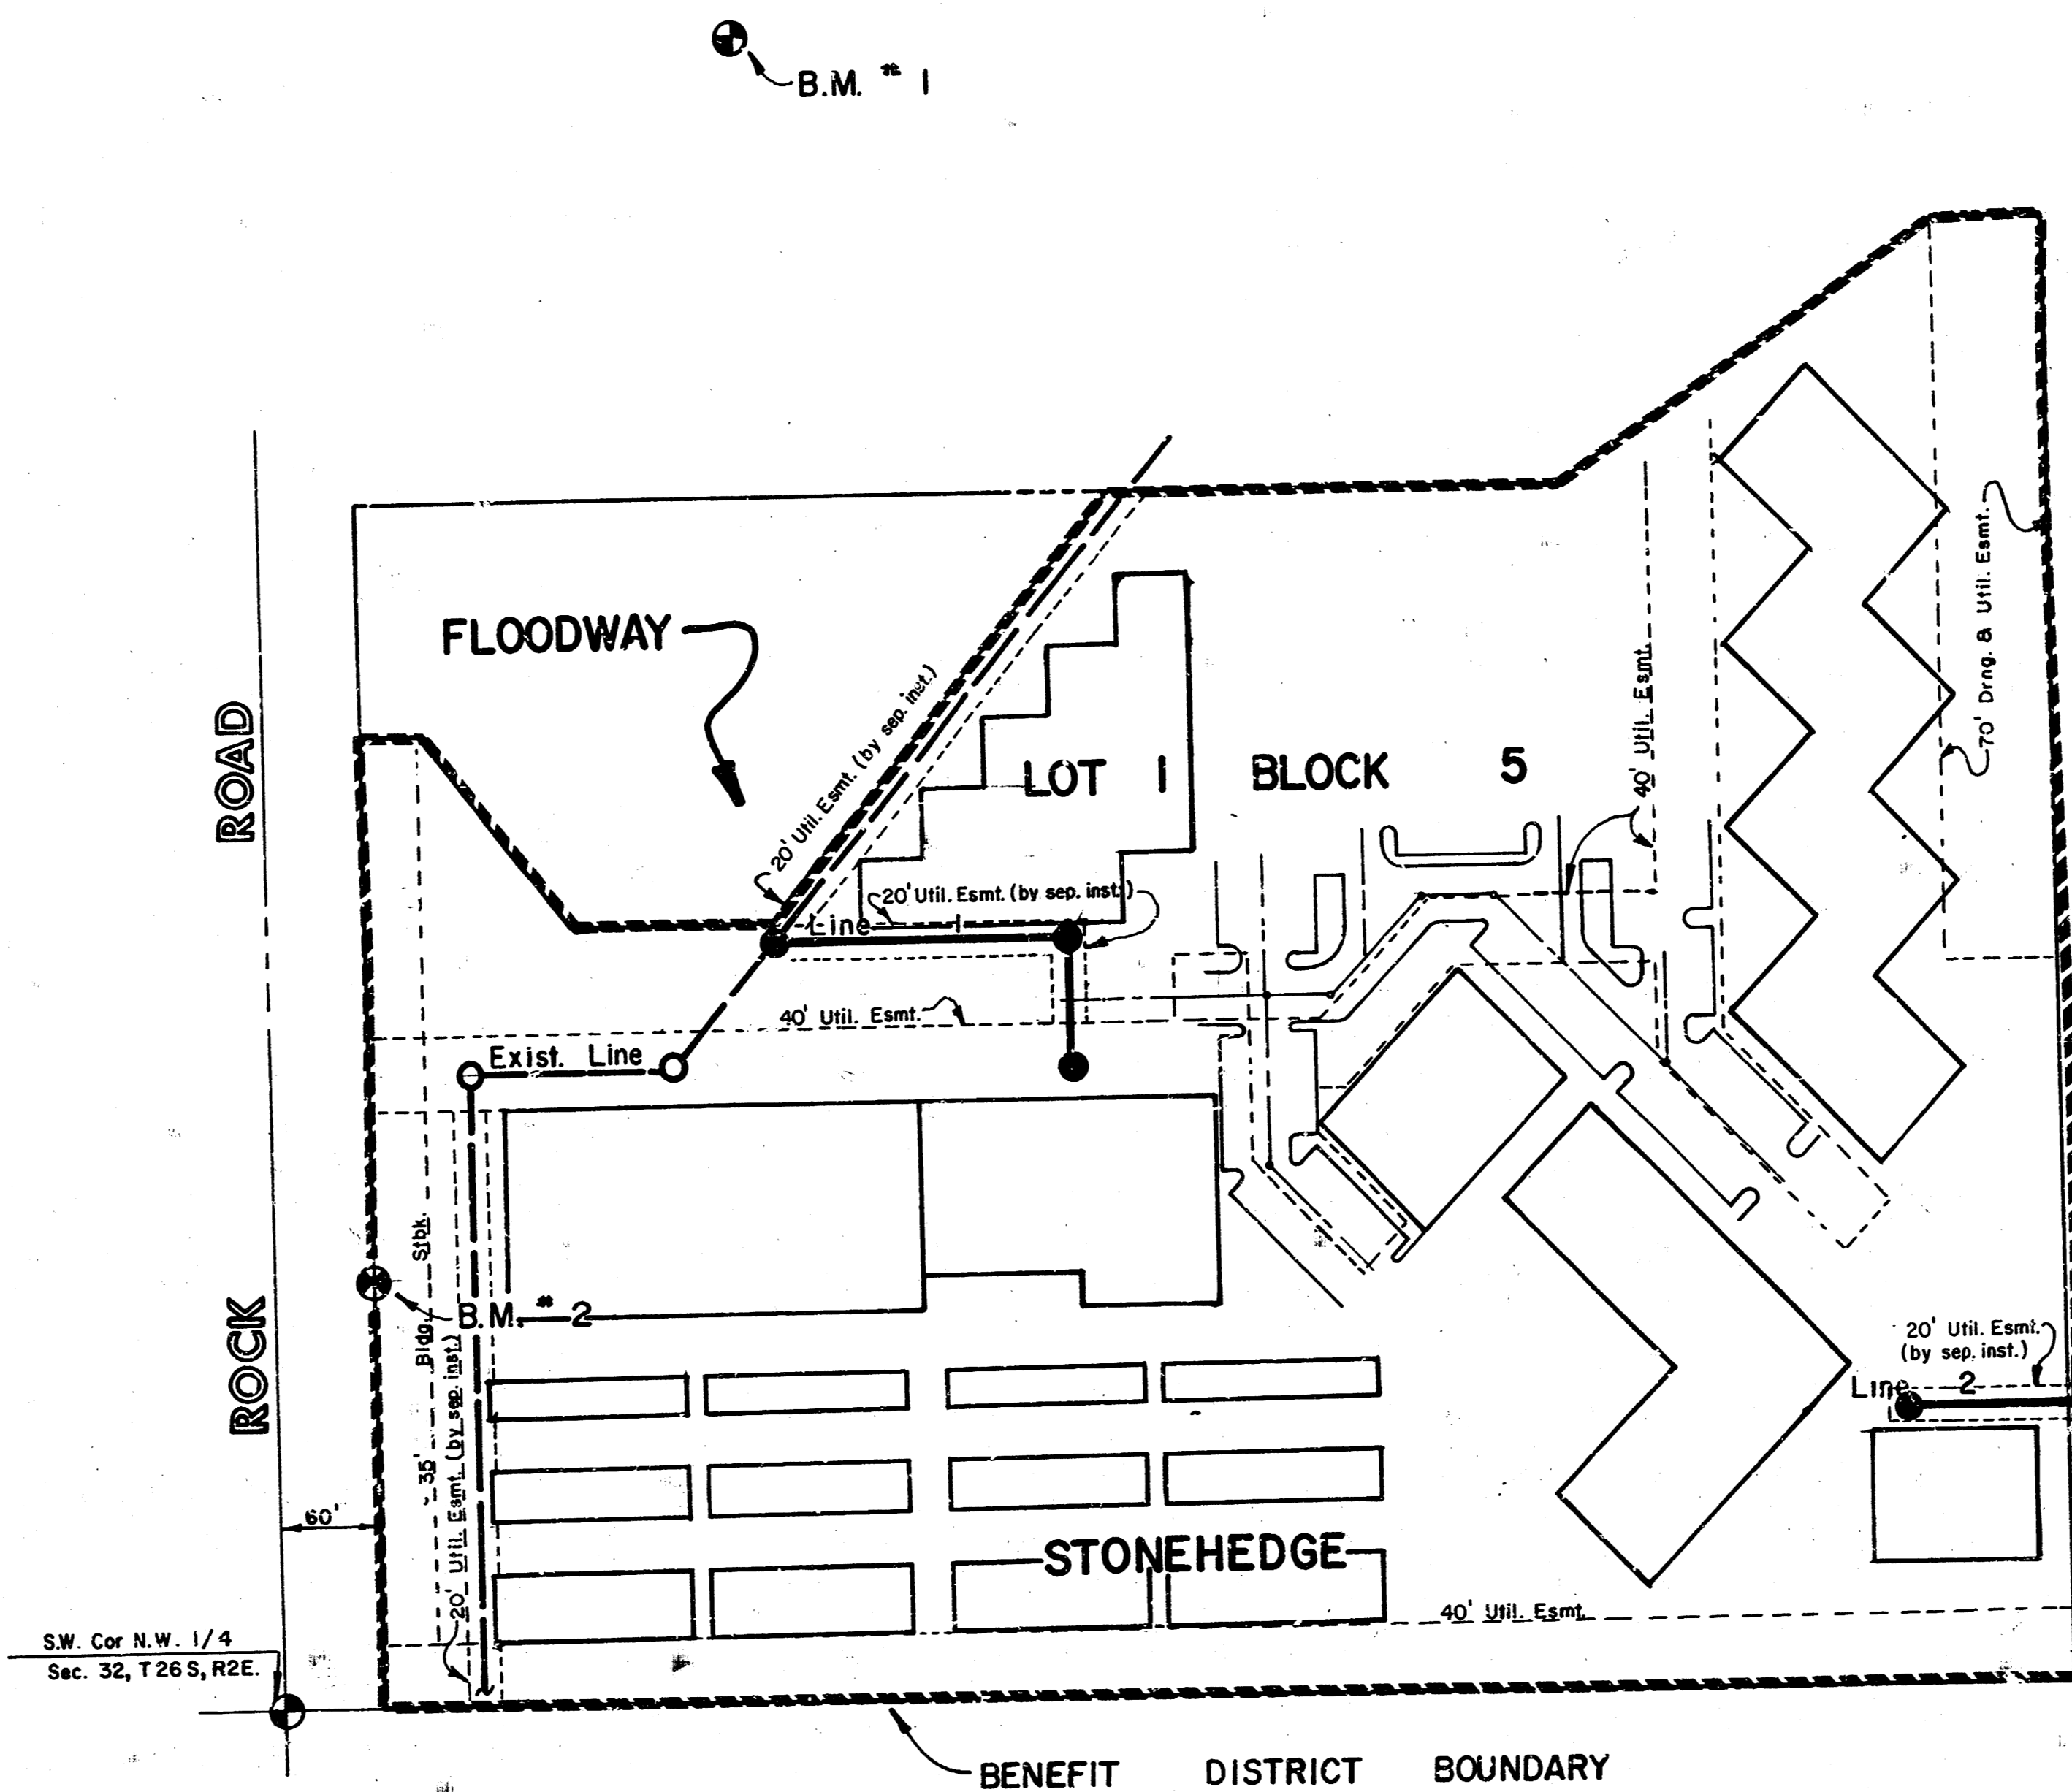 B.M. # 1
FLOODWAY
20' Util. Esmt. (by sep. inst.)
LOT 1 BLOCK 5
40' Util. Esmt.
70' Drng. & Util. Esmt.
ROAD
20' Util. Esmt. (by sep. inst.)
Line 1
40' Util. Esmt.
Exist. Line
35' Bldg. Stbk.
B.M. # 2
20' Util. Esmt. (by sep. inst.)
ROCK
20' Util. Esmt.
(by sep. inst.)
Line 2
60'
STONEHEDGE
40' Util. Esmt.
S.W. Cor N.W. 1/4
Sec. 32, T 26 S, R2E.
BENEFIT DISTRICT BOUNDARY